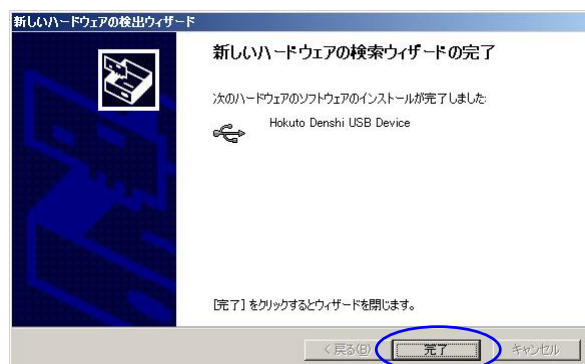 新しいハードウェアの検出ウィザード
新しいハードウェアの検索ウィザードの完了
次のハードウェアのソフトウェアのインストールが完了しました:
Hokuto Denshi USB Device
[完了] をクリックするとウィザードを閉じます。
< 戻る(B) 完了 キャンセル